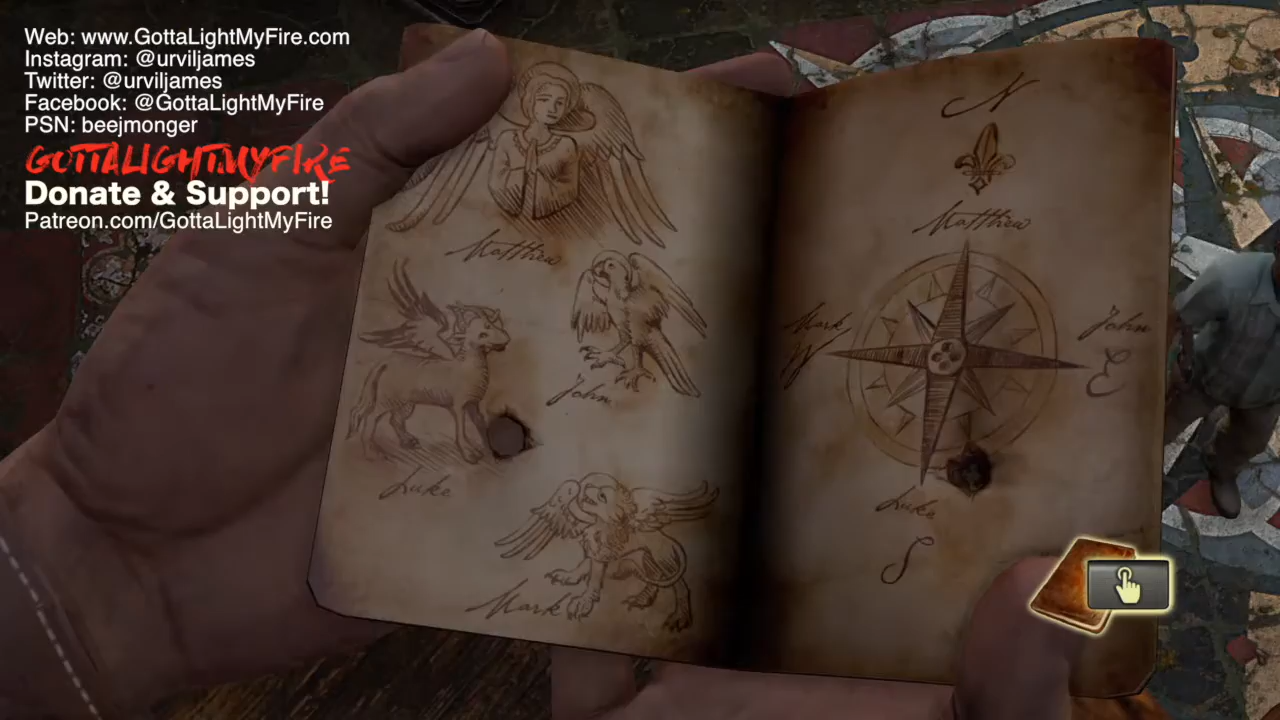 Web: www.GottaLightMyFire.com
Instagram: @urviljames
Twitter: @urviljames
Facebook: @GottaLightMyFire
PSN: beejmonger
GOTTALIGHTMYFIRE
Donate & Support!
Patreon.com/GottaLightMyFire
Matthew
John
Luke
Mark
N
Matthew
Mark
W
John
E
Luke
S